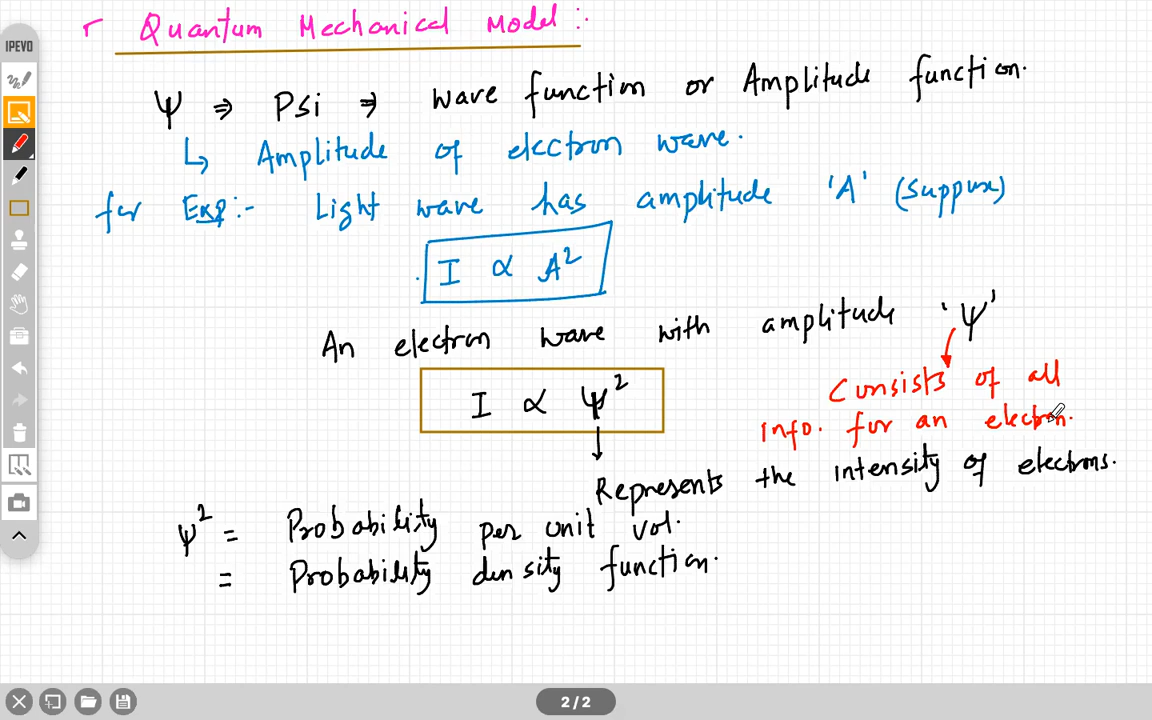 Quantum Mechanical Model :-
IPEVO
Ψ ⇒ Psi ⇒ Wave function or Amplitude function.
↳ Amplitude of electron wave.
for Exp :- Light wave has amplitude 'A' (suppose)
I ∝ A²
An electron wave with amplitude 'Ψ'
I ∝ Ψ²
Consists of all
info. for an electron.
Represents the intensity of electrons.
Ψ² = Probability per unit vol.
= Probability density function.
2/2